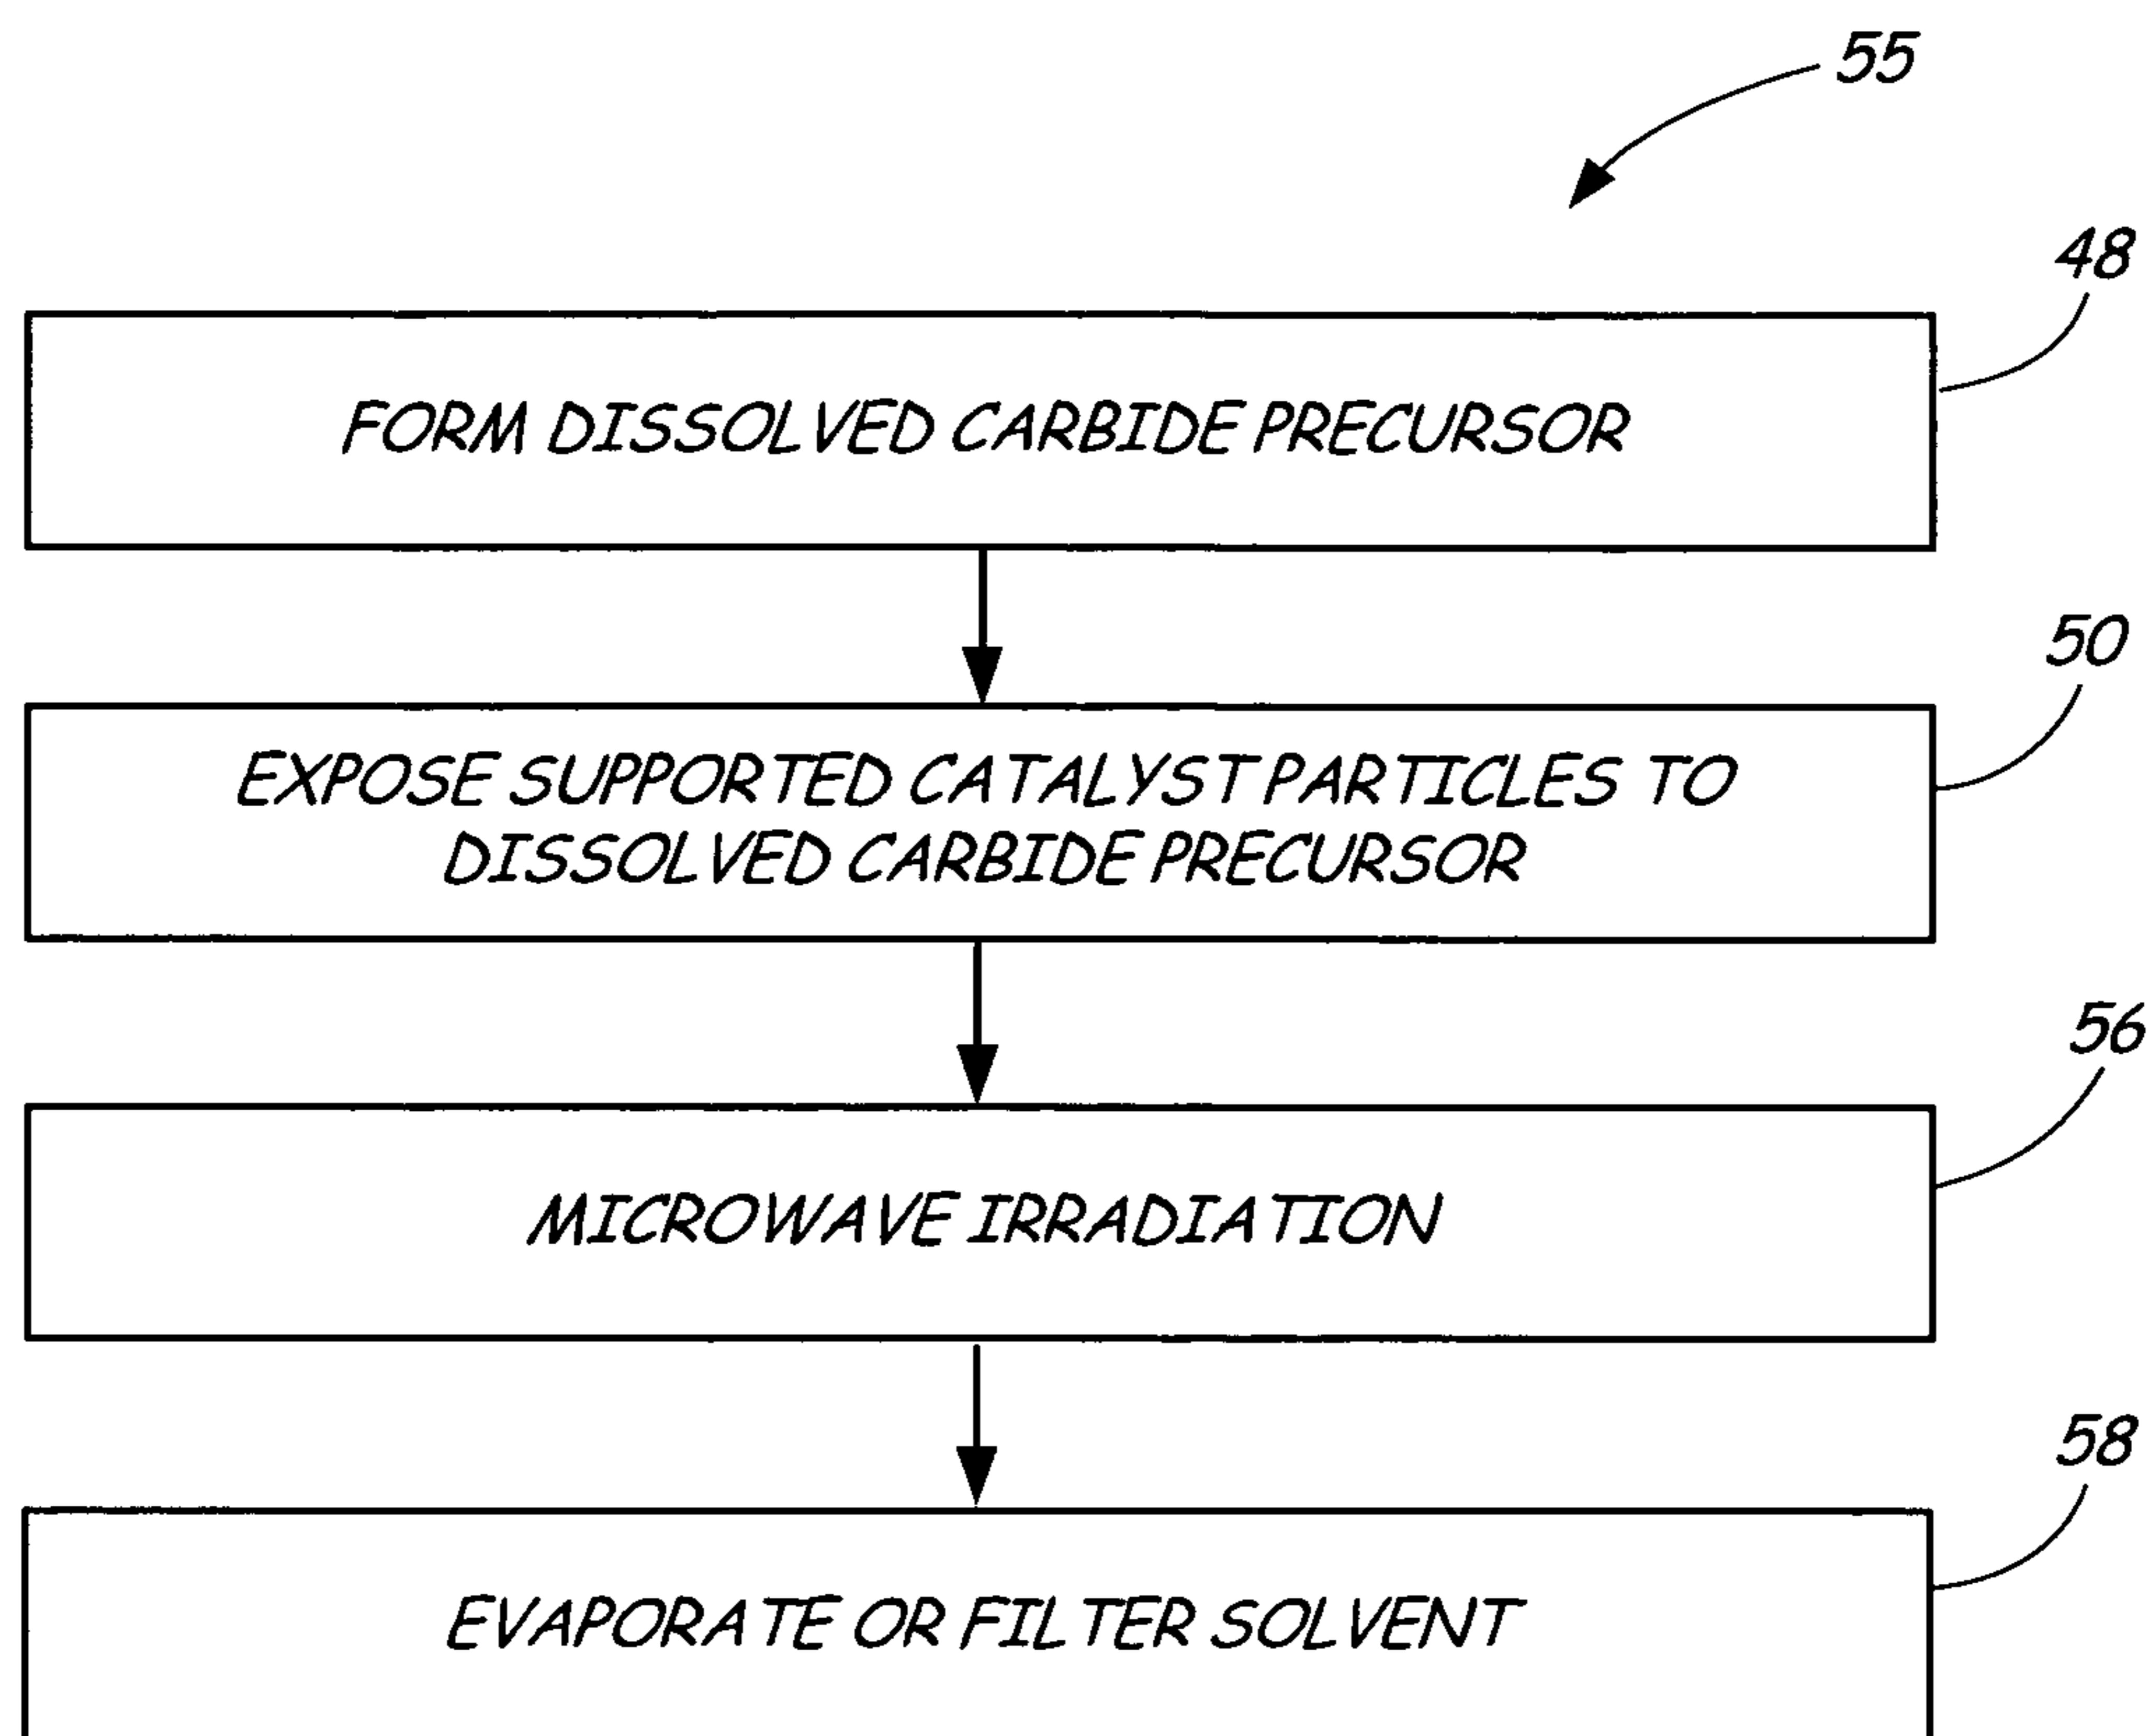 55
48
FORM DISSOLVED CARBIDE PRECURSOR
50
EXPOSE SUPPORTED CATALYST PARTICLES TO
DISSOLVED CARBIDE PRECURSOR
56
MICROWAVE IRRADIATION
58
EVAPORATE OR FILTER SOLVENT